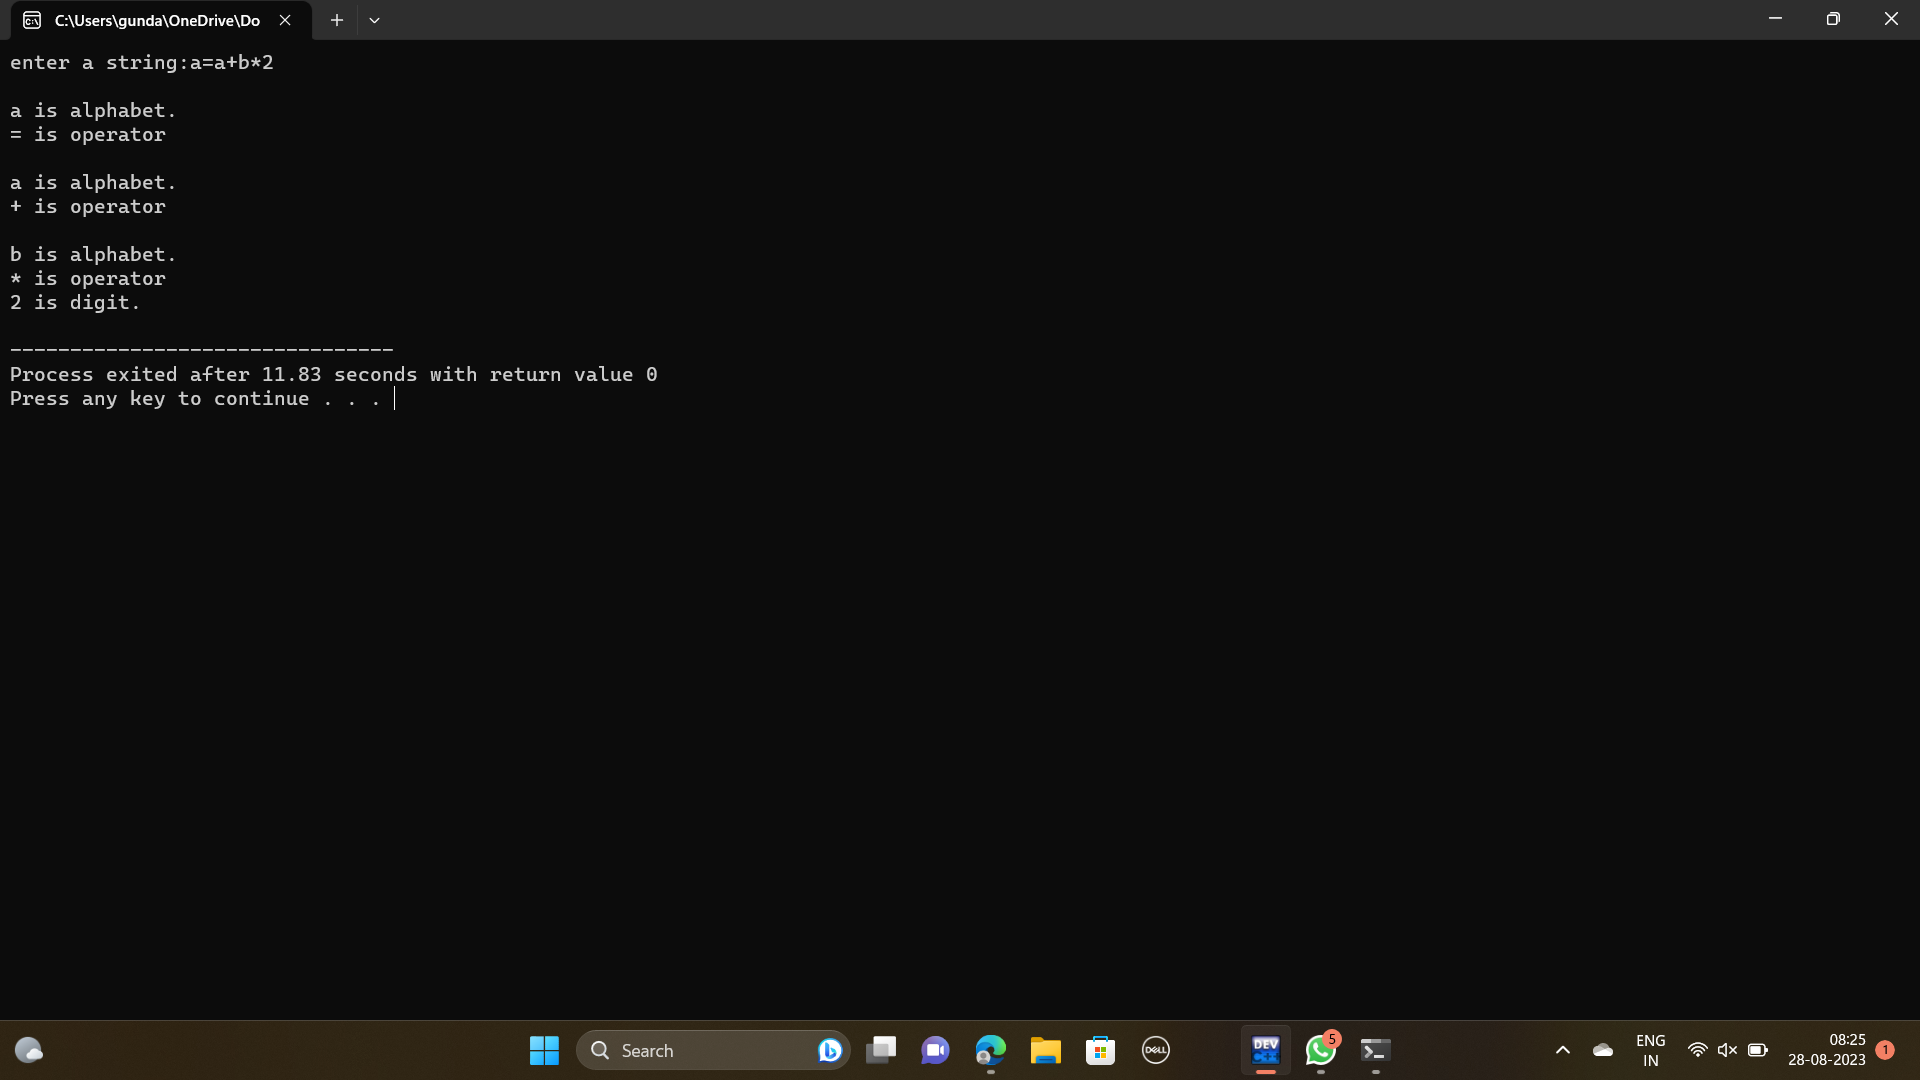 C:\Users\gunda\OneDrive\Do
enter a string:a=a+b*2
a is alphabet.
= is operator
a is alphabet.
+ is operator
b is alphabet.
* is operator
2 is digit.
--------------------------------
Process exited after 11.83 seconds with return value 0
Press any key to continue . . .
Search
DELL
DEV
C++
5
ENG
IN
08:25
28-08-2023
1